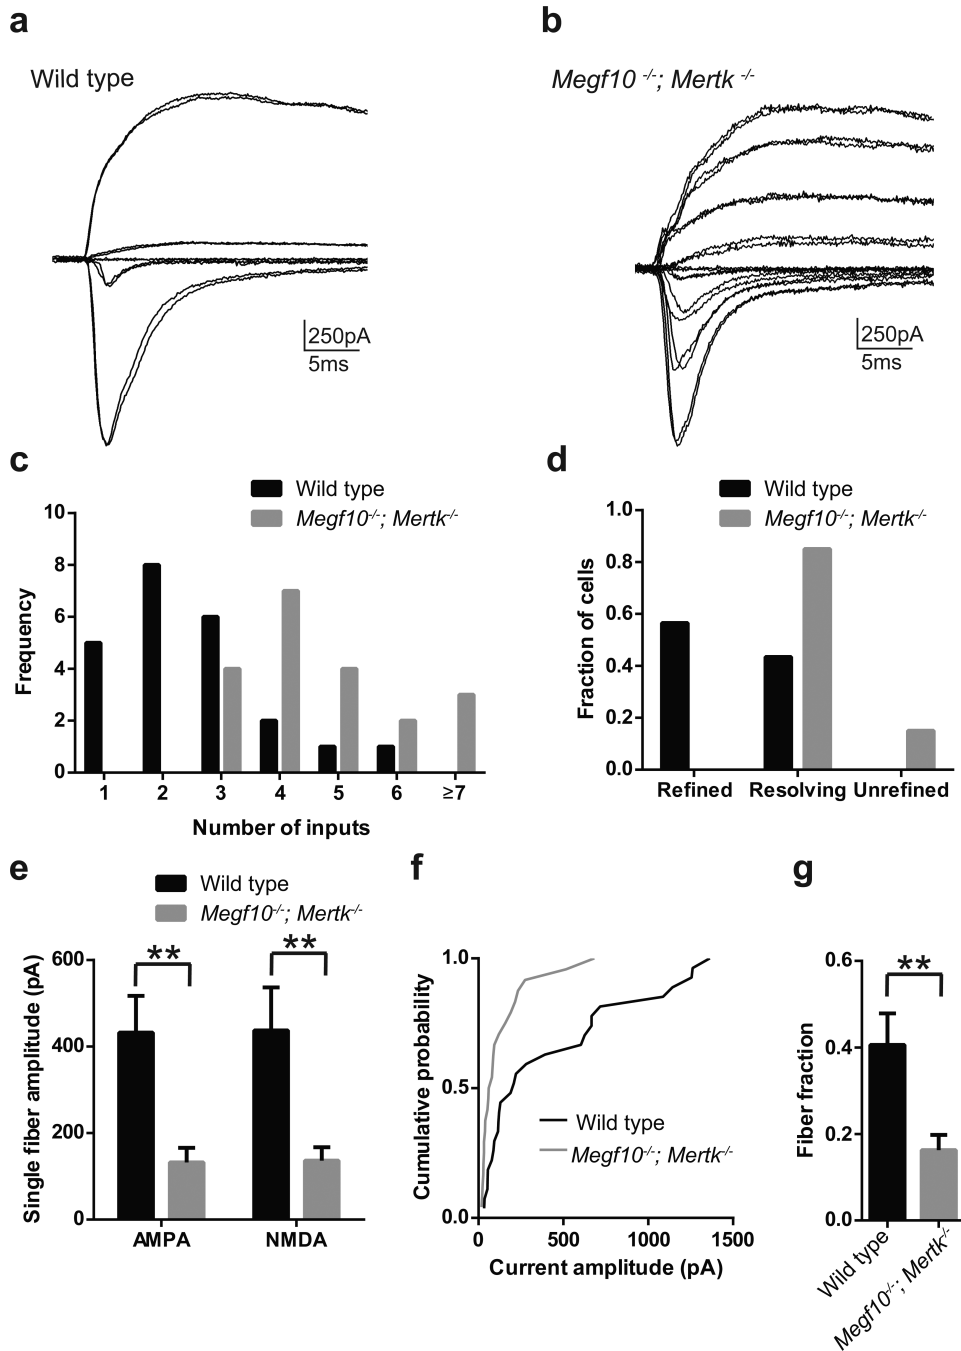 a
b
Wild type
Megf10 -/-; Mertk -/-
250pA
5ms
250pA
5ms
c
d
Wild type
Megf10-/-; Mertk-/-
Wild type
Megf10-/-; Mertk-/-
Frequency
10
8
6
4
2
0
1 2 3 4 5 6 ≥7
Number of inputs
Fraction of cells
1.0
0.8
0.6
0.4
0.2
0.0
Refined Resolving Unrefined
e
f
g
Wild type
Megf10-/-; Mertk-/-
Single fiber amplitude (pA)
600
400
200
0
** **
AMPA NMDA
Cumulative probability
1.0
0.5
0.0
Wild type
Megf10-/-; Mertk-/-
0 500 1000 1500
Current amplitude (pA)
Fiber fraction
0.6
0.4
0.2
0.0
**
Wild type
Megf10-/-; Mertk-/-